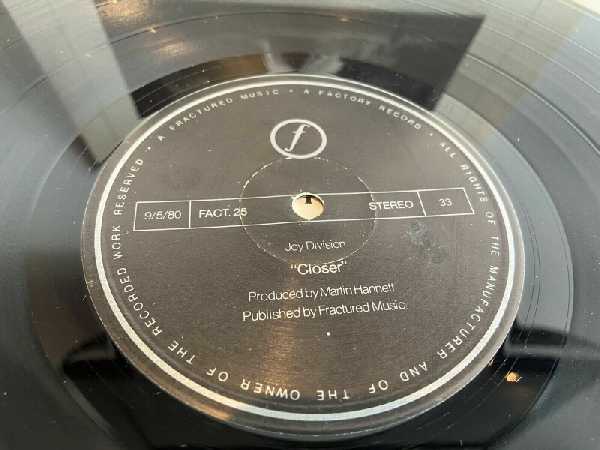 A FRACTURED MUSIC · A FACTORY RECORD · ALL RIGHTS OF THE MANUFACTURER AND OF THE OWNER OF THE RECORDED WORK RESERVED ·
f
9/5/80 FACT. 25 STEREO 33
Joy Division
"Closer"
Produced by Martin Hannett
Published by Fractured Music.